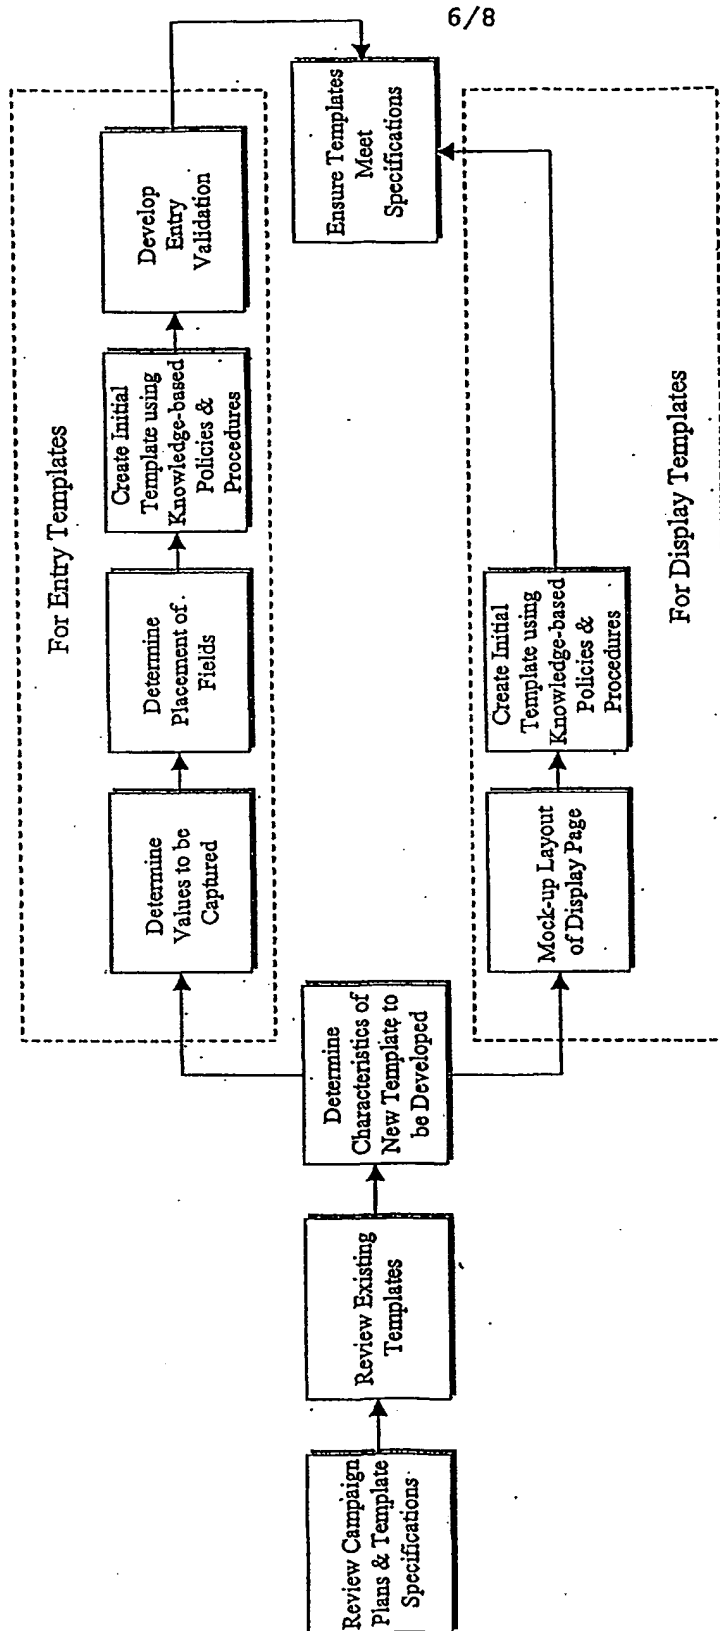 6/8
Review Campaign
Plans & Template
Specifications
Review Existing
Templates
Determine
Characteristics of
New Template to
be Developed
For Entry Templates
Determine
Values to be
Captured
Determine
Placement of
Fields
Create Initial
Template using
Knowledge-based
Policies &
Procedures
Develop
Entry
Validation
Ensure Templates
Meet
Specifications
Mock-up Layout
of Display Page
Create Initial
Template using
Knowledge-based
Policies &
Procedures
For Display Templates